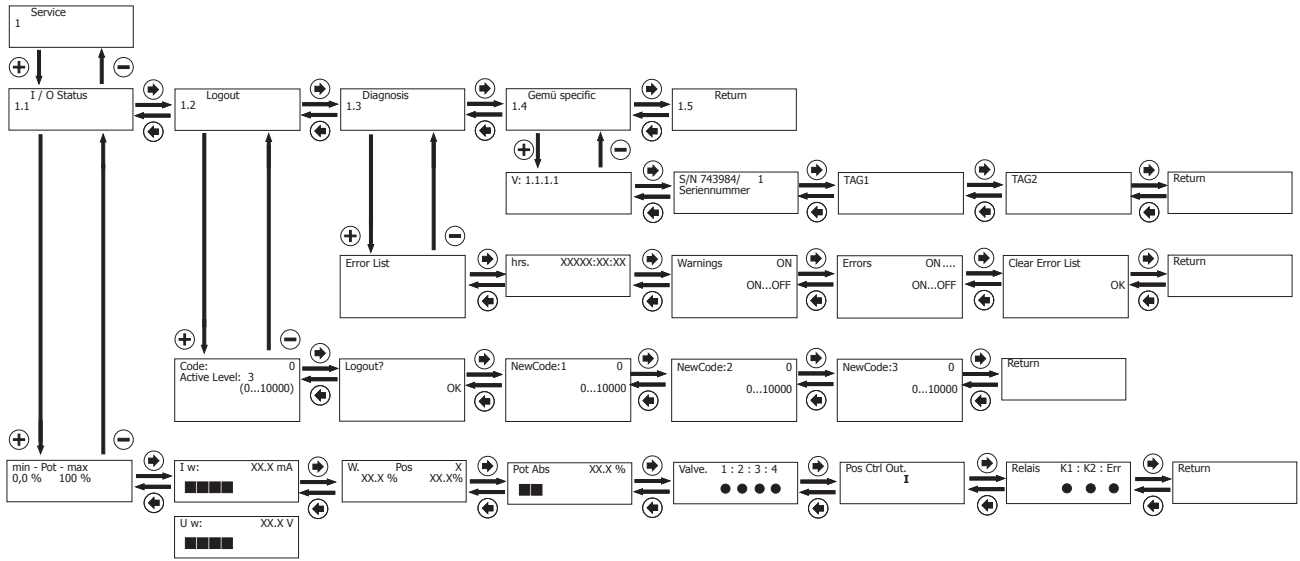 Service
1
I / O Status
1.1
Logout
1.2
Diagnosis
1.3
Gemü specific
1.4
Return
1.5
V: 1.1.1.1
S/N 743984/ 1
Seriennummer
TAG1
TAG2
Return
Error List
hrs. XXXXX:XX:XX
Warnings ON
ON...OFF
Errors ON ....
ON...OFF
Clear Error List
OK
Return
Code: 0
Active Level: 3
(0...10000)
Logout?
OK
NewCode:1 0
0...10000
NewCode:2 0
0...10000
NewCode:3 0
0...10000
Return
min - Pot - max
0,0 % 100 %
I w: XX.X mA
W. Pos X
XX.X % XX.X%
Pot Abs XX.X %
Valve. 1 : 2 : 3 : 4
Pos Ctrl Out.
I
Relais K1 : K2 : Err
Return
U w: XX.X V